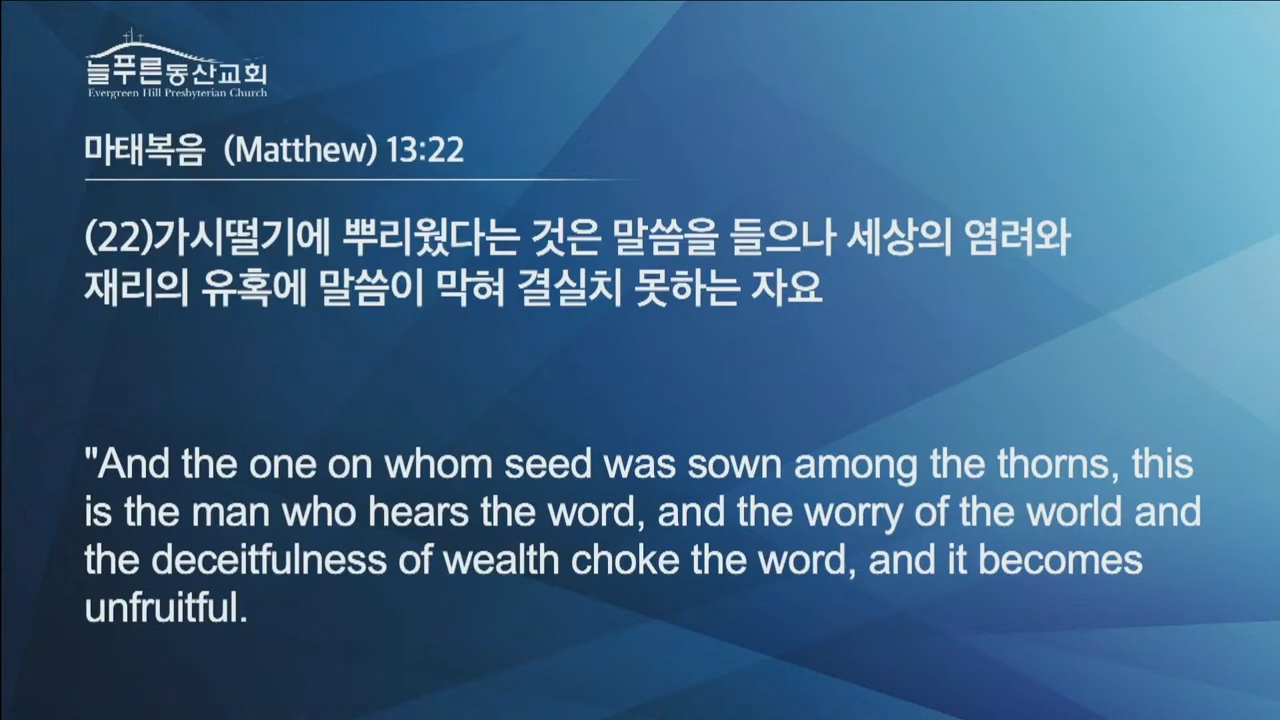 늘푸른동산교회
Evergreen Hill Presbyterian Church
마태복음 (Matthew) 13:22
(22)가시떨기에 뿌리웠다는 것은 말씀을 들으나 세상의 염려와
재리의 유혹에 말씀이 막혀 결실치 못하는 자요
"And the one on whom seed was sown among the thorns, this
is the man who hears the word, and the worry of the world and
the deceitfulness of wealth choke the word, and it becomes
unfruitful.